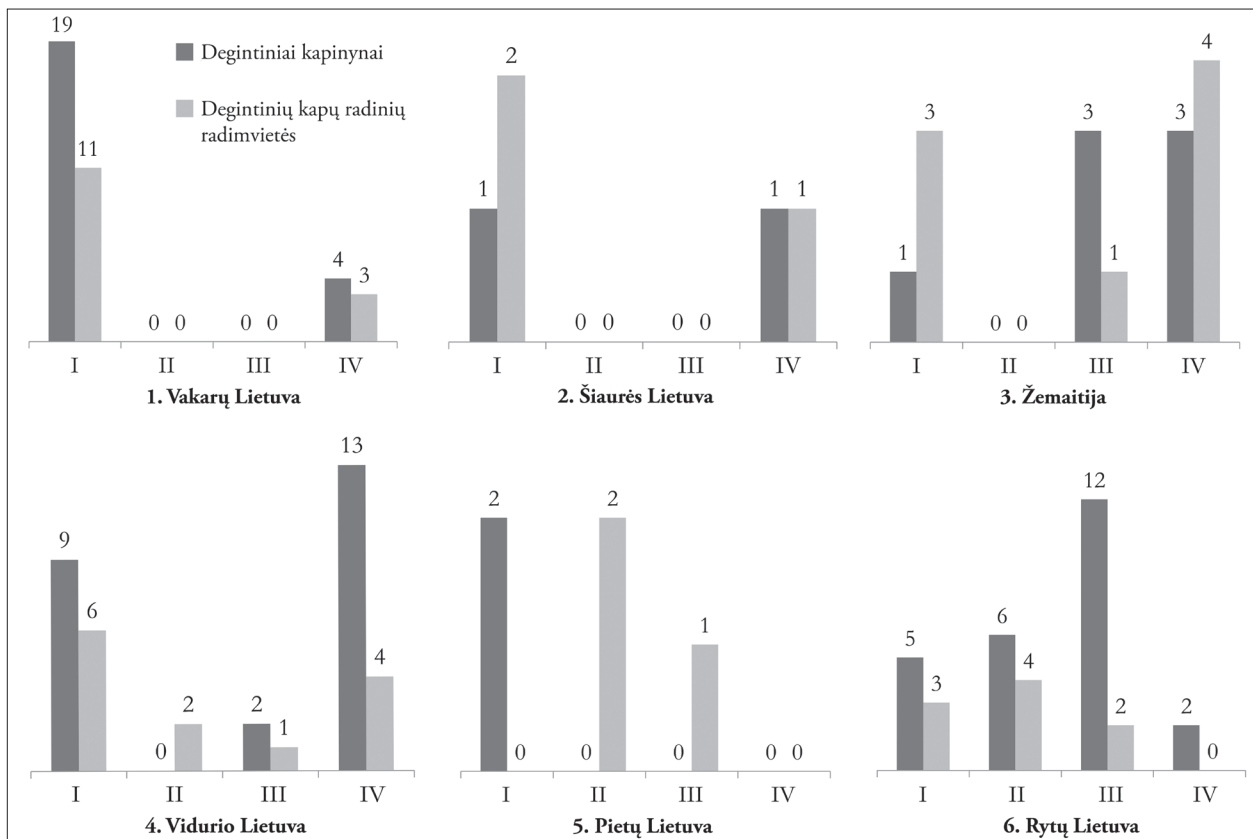 19
11
0 0
0 0
4
3
Degintiniai kapinynai
Degintinių kapų radinių
radimvietės
I II III IV
1. Vakarų Lietuva
1
2
0 0
0 0
1 1
I II III IV
2. Šiaurės Lietuva
1
3
0 0
3
1
3
4
I II III IV
3. Žemaitija
9
6
0
2
2
1
13
4
I II III IV
4. Vidurio Lietuva
2
0
0
2
0
1
0 0
I II III IV
5. Pietų Lietuva
5
3
6
4
12
2
2
0
I II III IV
6. Rytų Lietuva